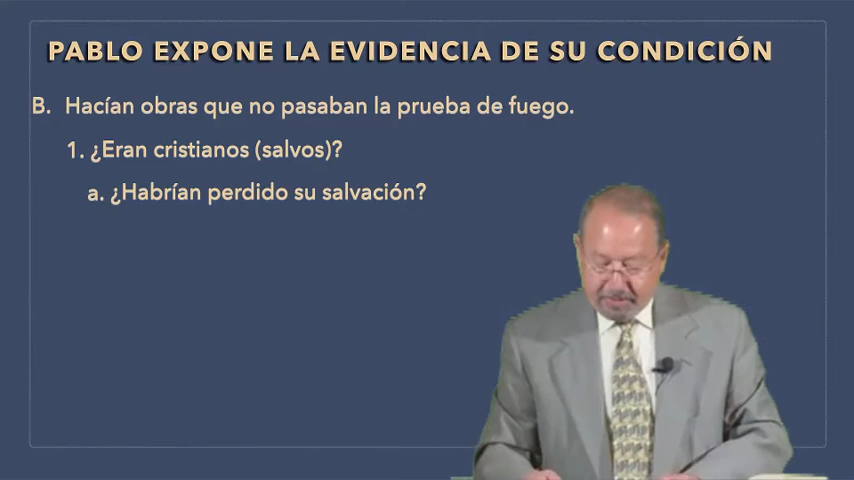 PABLO EXPONE LA EVIDENCIA DE SU CONDICIÓN
B. Hacían obras que no pasaban la prueba de fuego.
1. ¿Eran cristianos (salvos)?
a. ¿Habrían perdido su salvación?